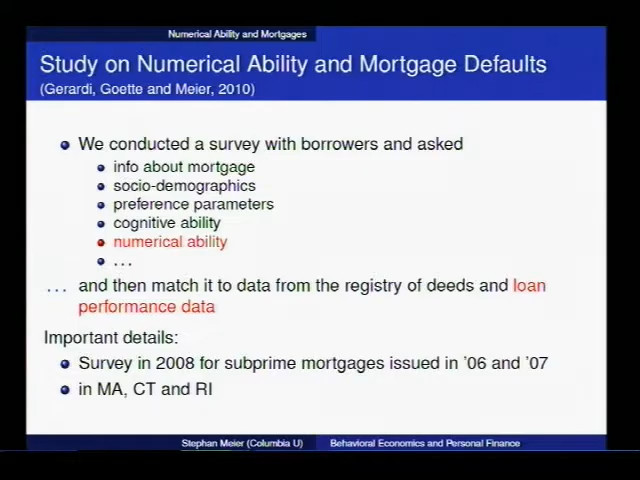 Numerical Ability and Mortgages
Study on Numerical Ability and Mortgage Defaults
(Gerardi, Goette and Meier, 2010)
We conducted a survey with borrowers and asked
info about mortgage
socio-demographics
preference parameters
cognitive ability
numerical ability
...
... and then match it to data from the registry of deeds and loan
performance data
Important details:
Survey in 2008 for subprime mortgages issued in '06 and '07
in MA, CT and RI
Stephan Meier (Columbia U) Behavioral Economics and Personal Finance